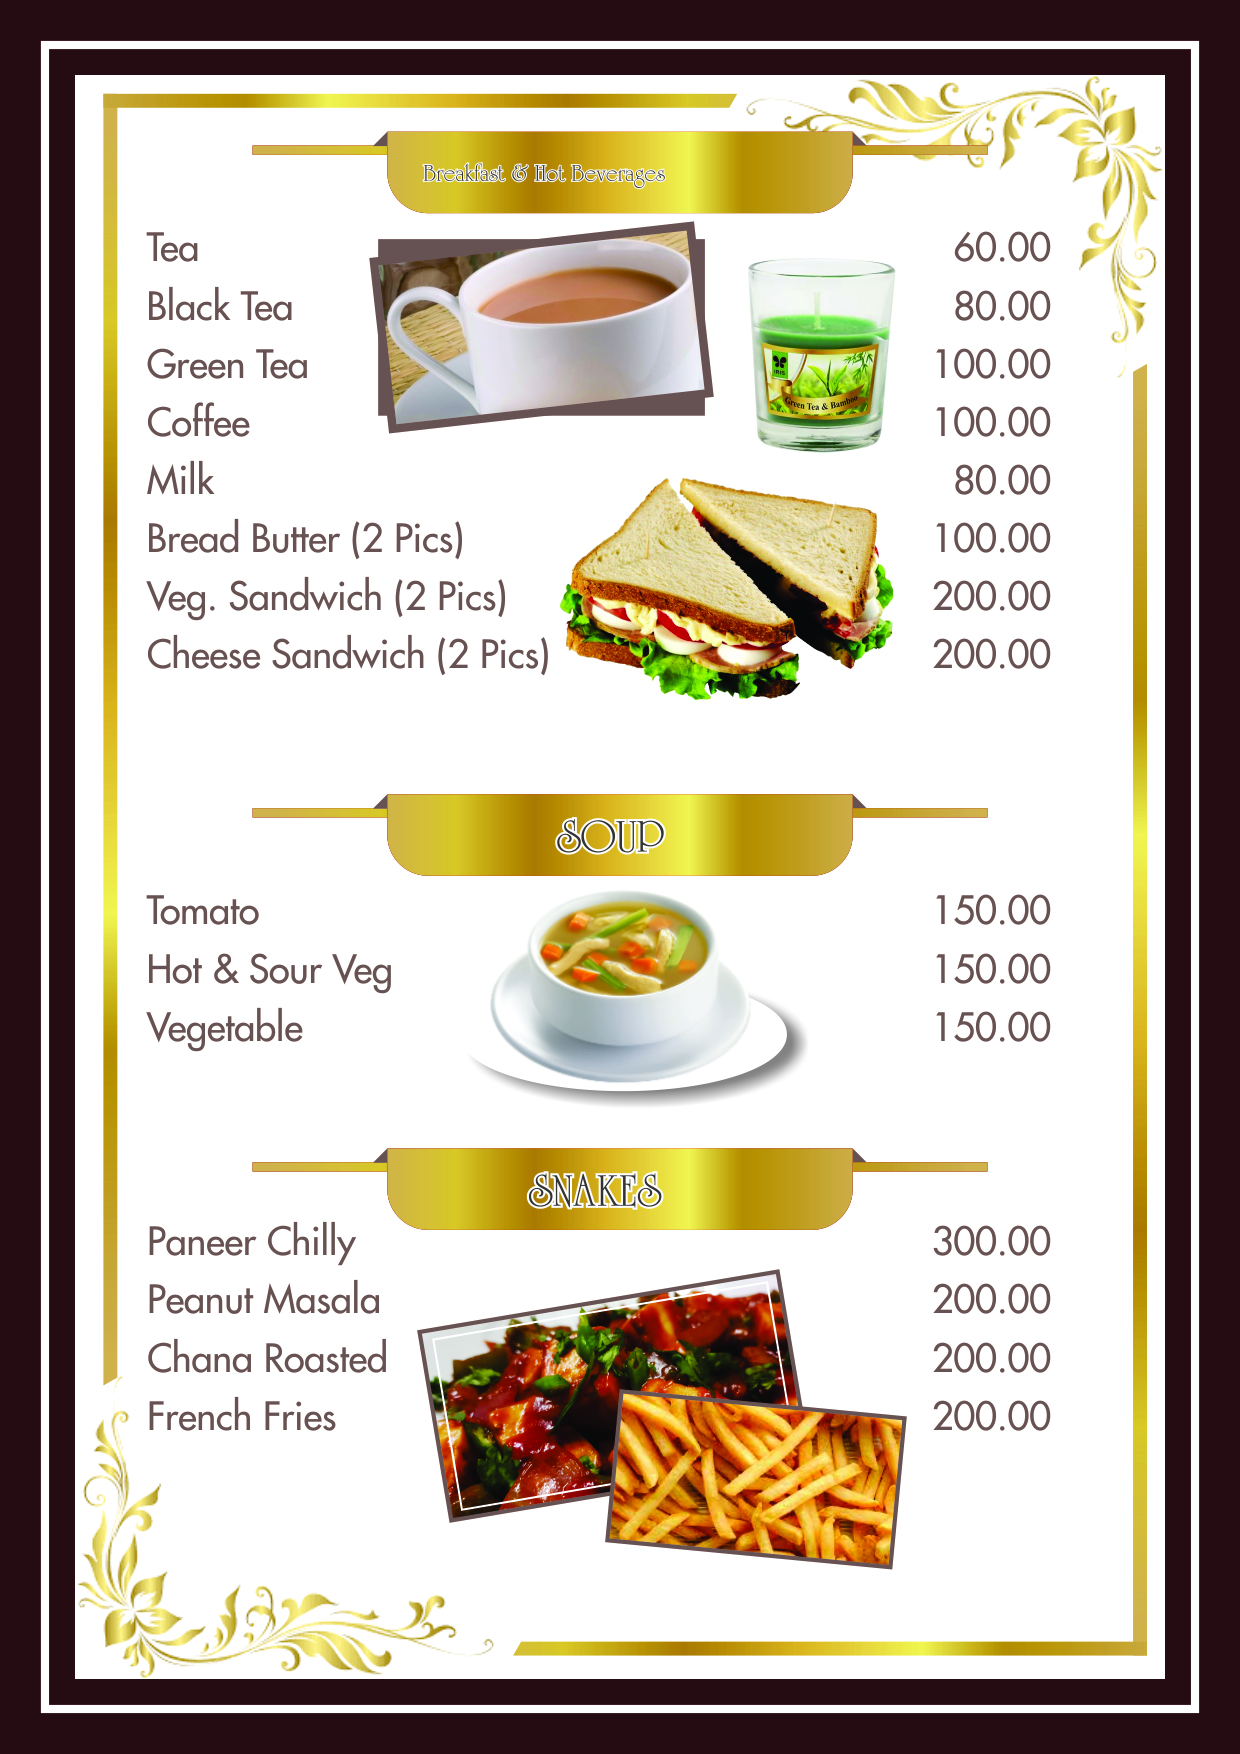 Breakfast & Hot Beverages
Tea 60.00
Black Tea 80.00
Green Tea 100.00
Coffee 100.00
Milk 80.00
Bread Butter (2 Pics) 100.00
Veg. Sandwich (2 Pics) 200.00
Cheese Sandwich (2 Pics) 200.00
IRIS
Green Tea & Bamboo
SOUP
Tomato 150.00
Hot & Sour Veg 150.00
Vegetable 150.00
SNAKES
Paneer Chilly 300.00
Peanut Masala 200.00
Chana Roasted 200.00
French Fries 200.00